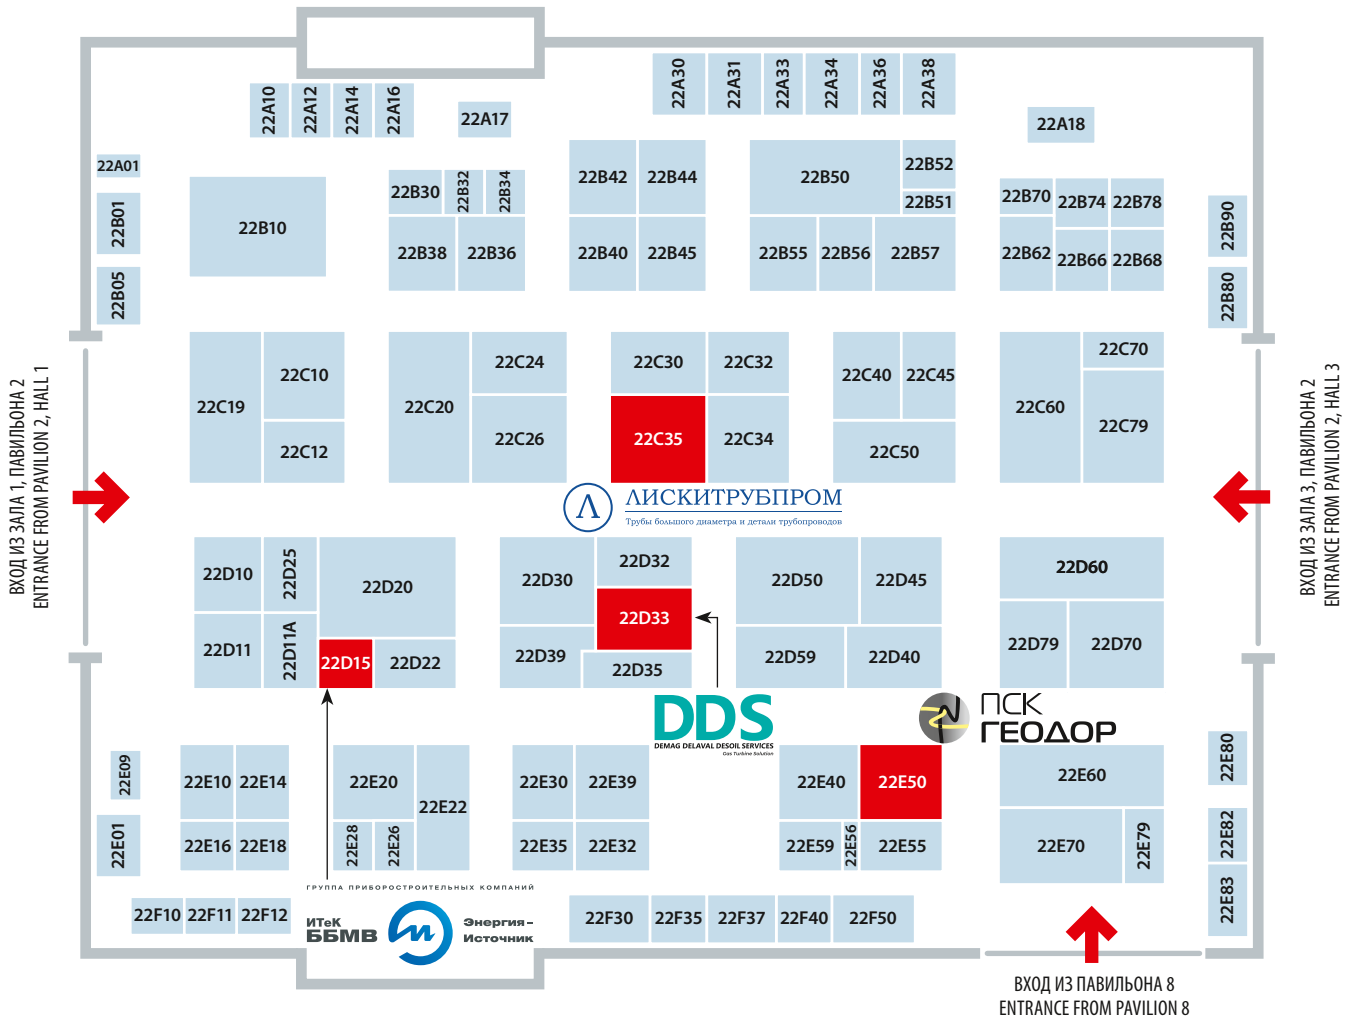 22A10
22A12
22A14
22A16
22A17
22A30
22A31
22A33
22A34
22A36
22A38
22A18
22A01
22B01
22B05
22B10
22B30
22B32
22B34
22B38
22B36
22B42
22B44
22B40
22B45
22B50
22B52
22B51
22B55
22B56
22B57
22B70
22B74
22B78
22B62
22B66
22B68
22B90
22B80
ВХОД ИЗ ЗАЛА 1, ПАВИЛЬОНА 2
ENTRANCE FROM PAVILION 2, HALL 1
22C19
22C10
22C12
22C20
22C24
22C26
22C30
22C32
22C35
22C34
22C40
22C45
22C50
22C60
22C70
22C79
ВХОД ИЗ ЗАЛА 3, ПАВИЛЬОНА 2
ENTRANCE FROM PAVILION 2, HALL 3
Л
ЛИСКИТРУБПРОМ
Трубы большого диаметра и детали трубопроводов
22D10
22D25
22D20
22D11
22D11A
22D15
22D22
22D30
22D32
22D33
22D39
22D35
22D50
22D45
22D59
22D40
22D60
22D79
22D70
DDS
DEMAG DELAVAL DESOIL SERVICES
Gas Turbine Solution
ПСК
ГЕОДОР
22E09
22E01
22E10
22E14
22E16
22E18
22E20
22E22
22E28
22E26
22E30
22E39
22E35
22E32
22E40
22E50
22E59
22E56
22E55
22E60
22E70
22E79
22E80
22E82
22E83
22F10
22F11
22F12
ГРУППА ПРИБОРОСТРОИТЕЛЬНЫХ КОМПАНИЙ
ИТеК
ББМВ
Энергия–
Источник
22F30
22F35
22F37
22F40
22F50
ВХОД ИЗ ПАВИЛЬОНА 8
ENTRANCE FROM PAVILION 8